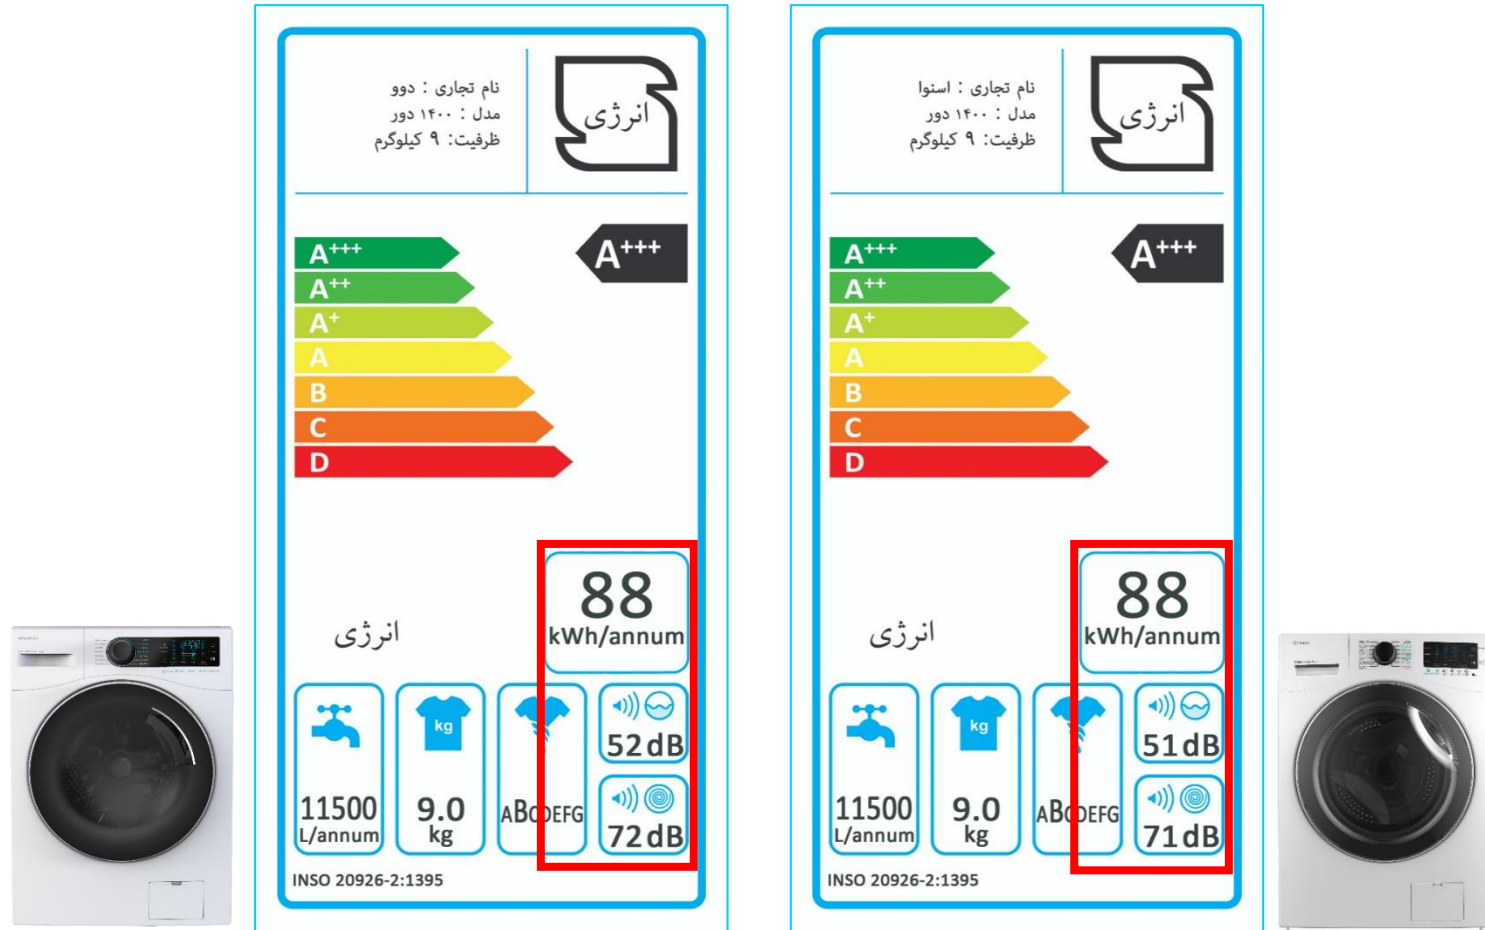 نام تجاری : دوو
مدل : ۱۴۰۰ دور
ظرفیت: ۹ کیلوگرم
انرژی
A+++
A+++
A++
A+
A
B
C
D
88
kWh/annum
انرژی
kg
52dB
11500
L/annum
9.0
kg
ABCDEFG
72dB
INSO 20926-2:1395
نام تجاری : اسنوا
مدل : ۱۴۰۰ دور
ظرفیت: ۹ کیلوگرم
انرژی
A+++
A+++
A++
A+
A
B
C
D
88
kWh/annum
انرژی
kg
51dB
11500
L/annum
9.0
kg
ABCDEFG
71dB
INSO 20926-2:1395